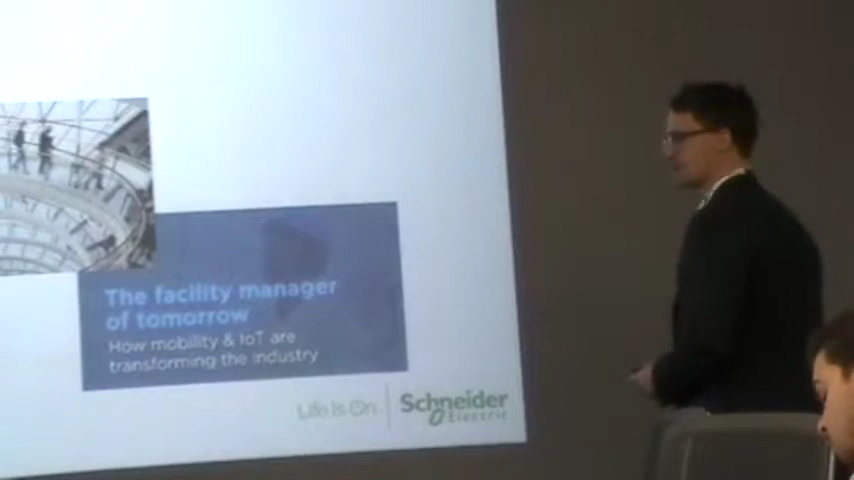 The facility manager
of tomorrow
How mobility & IoT are
transforming the industry
Life Is On
Schneider
Electric